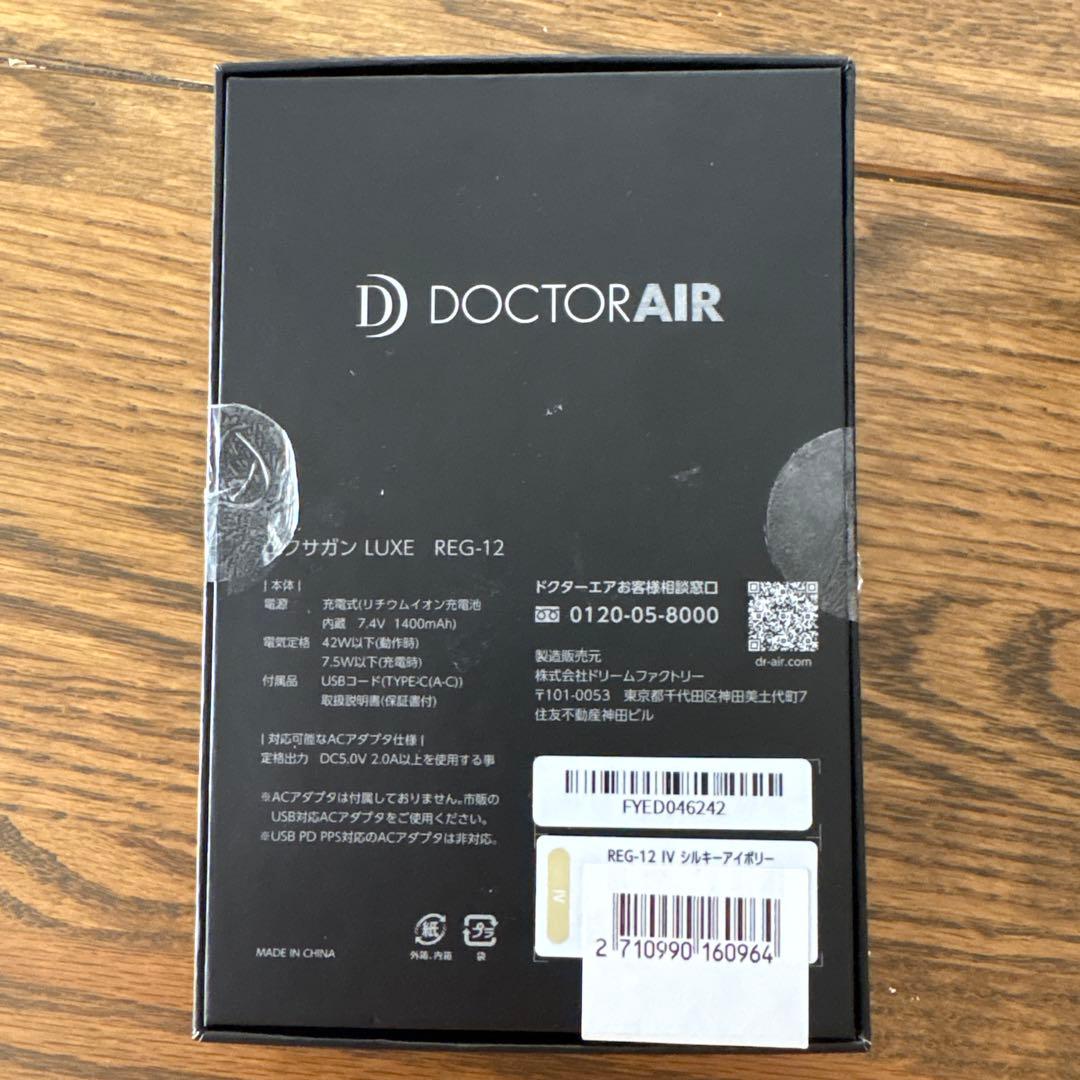 DOCTORAIR
クサガン LUXE REG-12
| 本体 |
電源 充電式(リチウムイオン充電池
内蔵 7.4V 1400mAh)
電気定格 42W以下(動作時)
7.5W以下(充電時)
付属品 USBコード(TYPE-C(A-C))
取扱説明書(保証書付)
| 対応可能なACアダプタ仕様 |
定格出力 DC5.0V 2.0A以上を使用する事
※ACアダプタは付属しておりません。市販の
USB対応ACアダプタをご使用ください。
※USB PD PPS対応のACアダプタは非対応。
MADE IN CHINA
紙
外箱、内箱
プラ
袋
ドクターエアお客様相談窓口
0120-05-8000
dr-air.com
製造販売元
株式会社ドリームファクトリー
〒101-0053 東京都千代田区神田美土代町7
住友不動産神田ビル
FYED046242
REG-12 IV シルキーアイボリー
IV
2 710990 160964